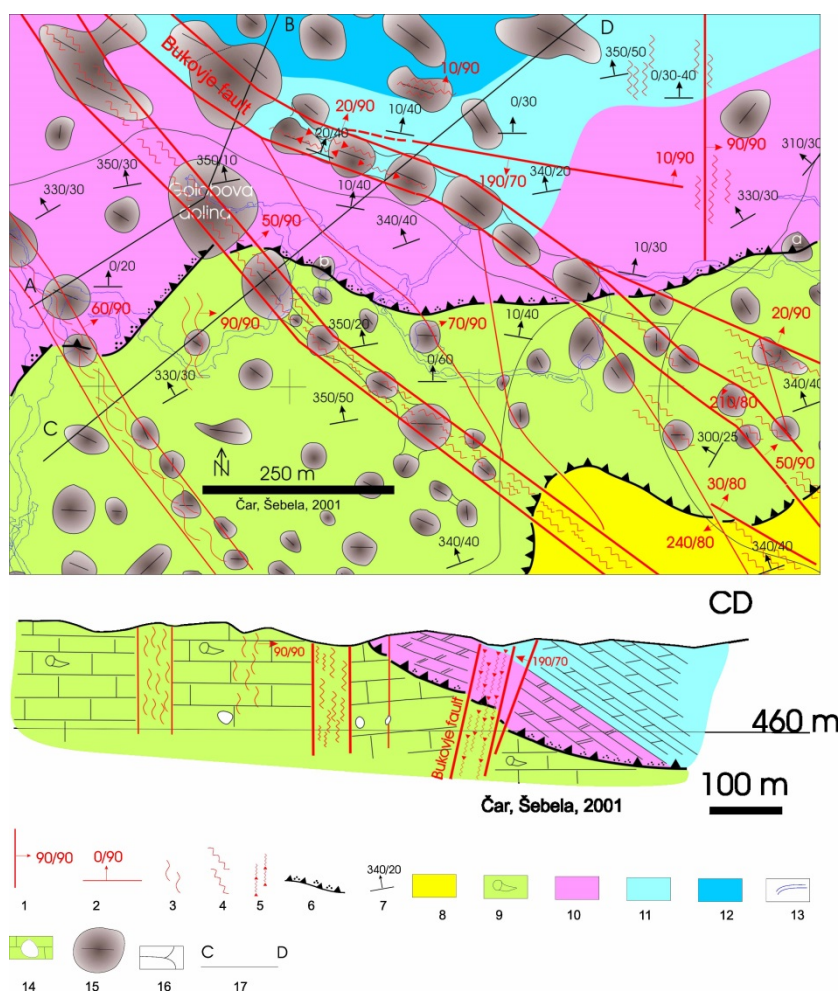 B
D
350/50
Bukovje fault
10/90
0/30-40
20/90
10/40
0/30
20/40
310/30
350/30
350/10
10/90
90/90
330/30
Golobova
dolina
10/40
190/70
340/20
330/30
50/90
340/40
10/30
a
b
0/20
A
60/90
90/90
350/20
70/90
10/40
20/90
0/60
330/30
340/40
350/50
210/80
C
300/25
N
50/90
250 m
30/80
Čar, Šebela, 2001
340/40
240/80
340/40
CD
90/90
190/70
Bukovje fault
460 m
Čar, Šebela, 2001
100 m
90/90
0/90
340/20
1 2 3 4 5 6 7 8 9 10 11 12 13
C D
14 15 16 17